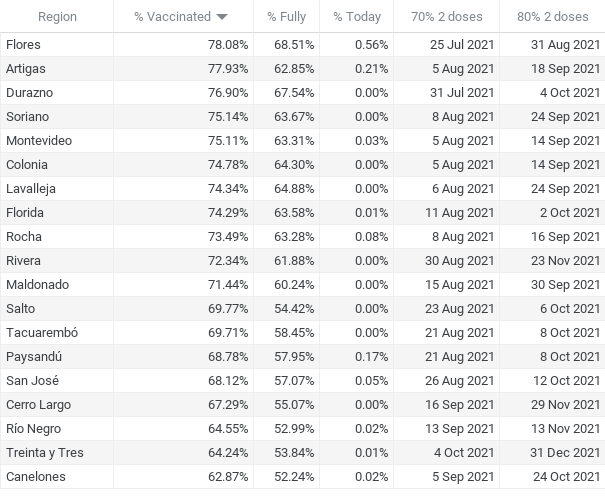 Region % Vaccinated % Fully % Today 70% 2 doses 80% 2 doses
Flores 78.08% 68.51% 0.56% 25 Jul 2021 31 Aug 2021
Artigas 77.93% 62.85% 0.21% 5 Aug 2021 18 Sep 2021
Durazno 76.90% 67.54% 0.00% 31 Jul 2021 4 Oct 2021
Soriano 75.14% 63.67% 0.00% 8 Aug 2021 24 Sep 2021
Montevideo 75.11% 63.31% 0.03% 5 Aug 2021 14 Sep 2021
Colonia 74.78% 64.30% 0.00% 5 Aug 2021 14 Sep 2021
Lavalleja 74.34% 64.88% 0.00% 6 Aug 2021 24 Sep 2021
Florida 74.29% 63.58% 0.01% 11 Aug 2021 2 Oct 2021
Rocha 73.49% 63.28% 0.08% 8 Aug 2021 16 Sep 2021
Rivera 72.34% 61.88% 0.00% 30 Aug 2021 23 Nov 2021
Maldonado 71.44% 60.24% 0.00% 15 Aug 2021 30 Sep 2021
Salto 69.77% 54.42% 0.00% 23 Aug 2021 6 Oct 2021
Tacuarembó 69.71% 58.45% 0.00% 21 Aug 2021 8 Oct 2021
Paysandú 68.78% 57.95% 0.17% 21 Aug 2021 8 Oct 2021
San José 68.12% 57.07% 0.05% 26 Aug 2021 12 Oct 2021
Cerro Largo 67.29% 55.07% 0.00% 16 Sep 2021 29 Nov 2021
Río Negro 64.55% 52.99% 0.02% 13 Sep 2021 13 Nov 2021
Treinta y Tres 64.24% 53.84% 0.01% 4 Oct 2021 31 Dec 2021
Canelones 62.87% 52.24% 0.02% 5 Sep 2021 24 Oct 2021